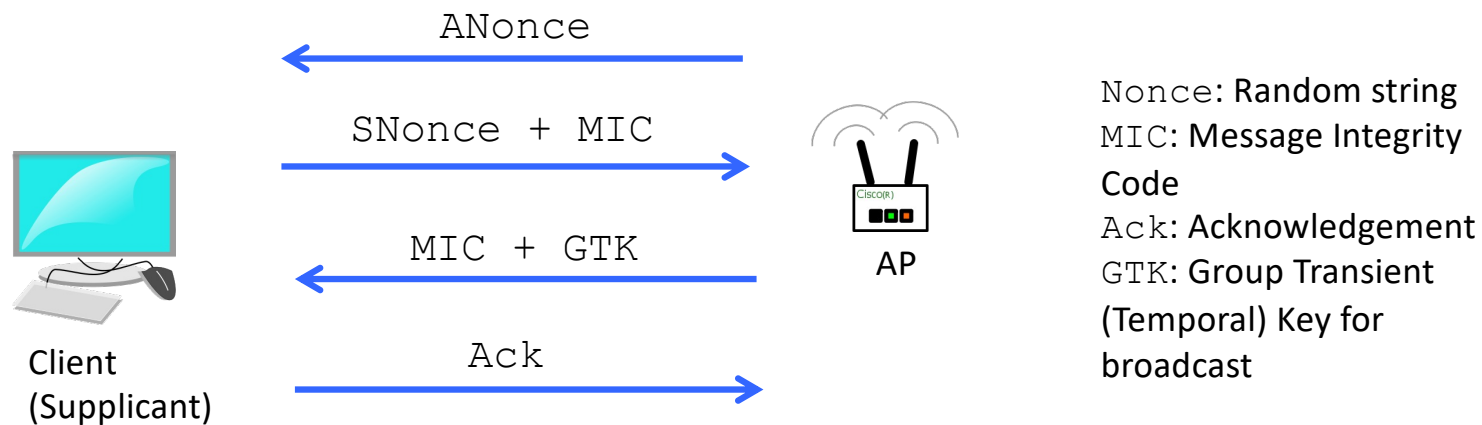 ANonce
SNonce + MIC
MIC + GTK
Ack
Client
(Supplicant)
Cisco(R)
AP
Nonce: Random string
MIC: Message Integrity
Code
Ack: Acknowledgement
GTK: Group Transient
(Temporal) Key for
broadcast